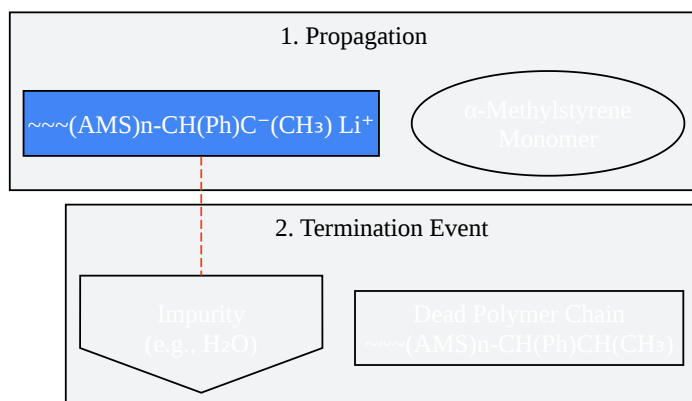 1. Propagation
~~~(AMS)n-CH(Ph)C⁻(CH₃) Li⁺
α-Methylstyrene
Monomer
2. Termination Event
Impurity
(e.g., H₂O)
Dead Polymer Chain
~~~(AMS)n-CH(Ph)CH(CH₃)